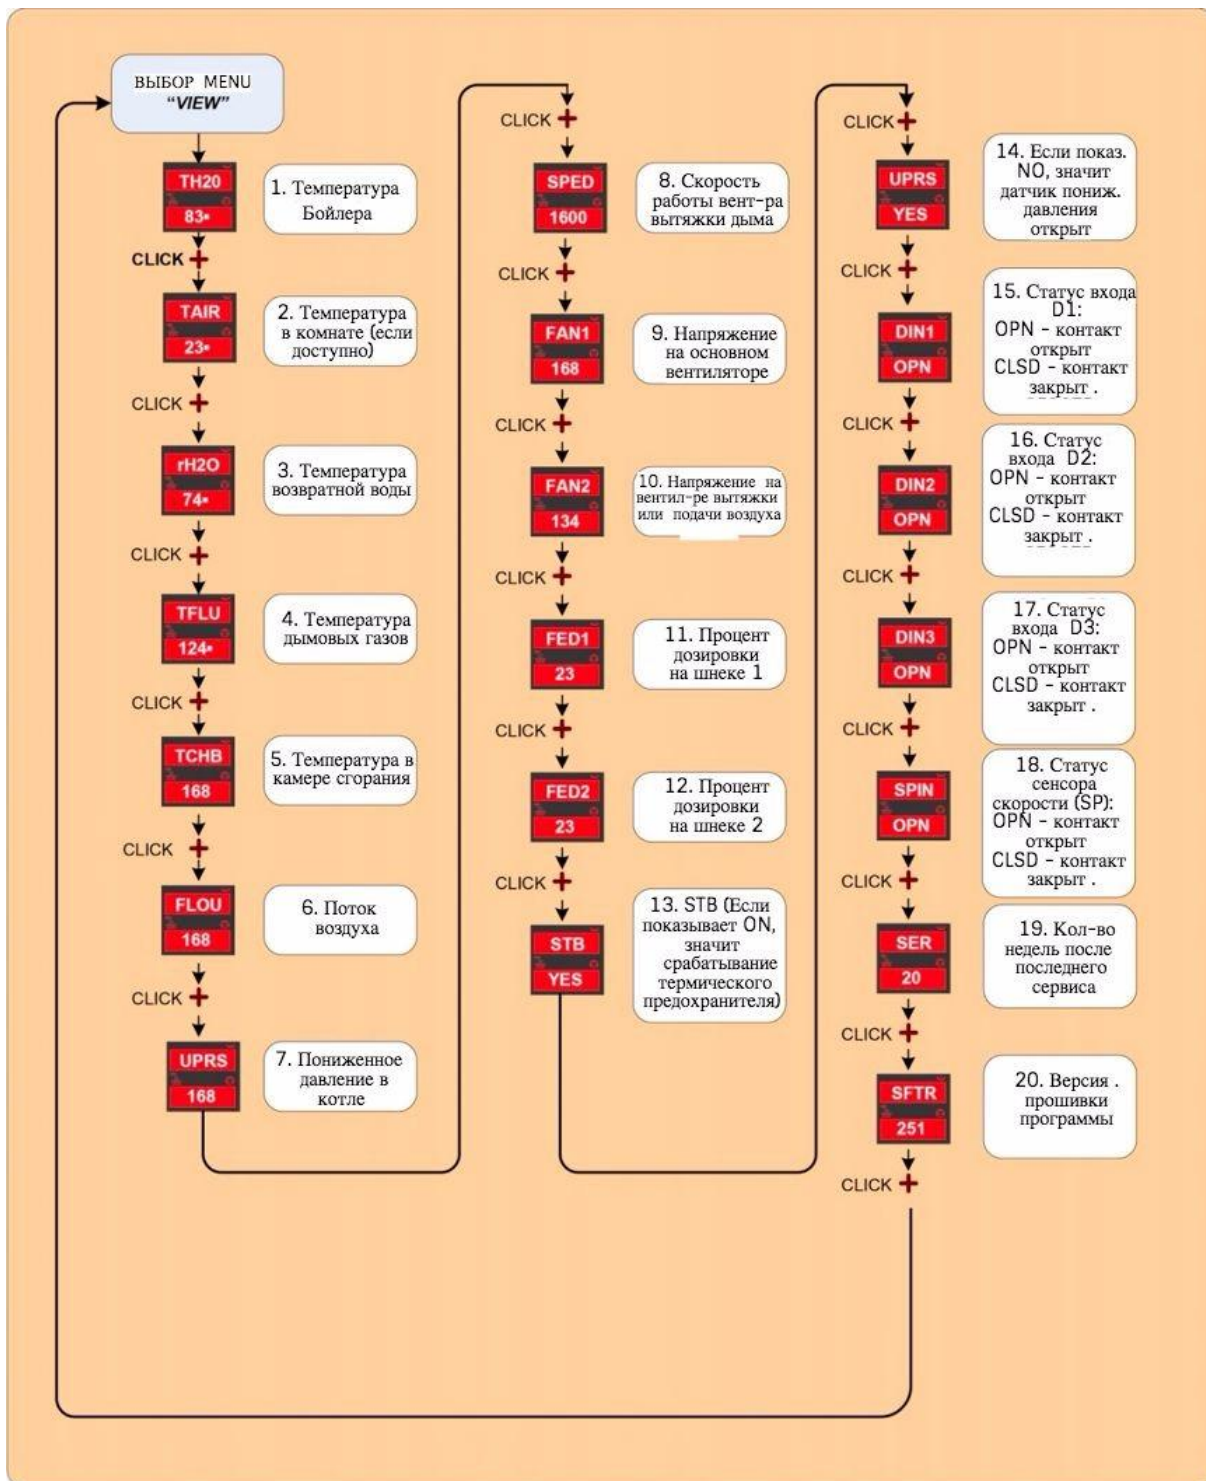 ВЫБОР MENU
"VIEW"
TH20
83▪
1. Температура
Бойлера
CLICK +
TAIR
23▪
2. Температура
в комнате (если
доступно)
CLICK +
rH2O
74▪
3. Температура
возвратной воды
CLICK +
TFLU
124▪
4. Температура
дымовых газов
CLICK +
TCHB
168
5. Температура в
камере сгорания
CLICK +
FLOU
168
6. Поток
воздуха
CLICK +
UPRS
168
7. Пониженное
давление в
котле
CLICK +
SPED
1600
8. Скорость
работы вент-ра
вытяжки дыма
CLICK +
FAN1
168
9. Напряжение
на основном
вентиляторе
CLICK +
FAN2
134
10. Напряжение на
вентил-ре вытяжки
или подачи воздуха
CLICK +
FED1
23
11. Процент
дозировки
на шнеке 1
CLICK +
FED2
23
12. Процент
дозировки
на шнеке 2
CLICK +
STB
YES
13. STB (Если
показывает ON,
значит
срабатывание
термического
предохранителя)
CLICK +
UPRS
YES
14. Если показ.
NO, значит
датчик пониж.
давления
открыт
CLICK +
DIN1
OPN
15. Статус входа
D1:
OPN - контакт
открыт
CLSD - контакт
закрыт .
CLICK +
DIN2
OPN
16. Статус
входа D2:
OPN - контакт
открыт
CLSD - контакт
закрыт .
CLICK +
DIN3
OPN
17. Статус
входа D3:
OPN - контакт
открыт
CLSD - контакт
закрыт .
CLICK +
SPIN
OPN
18. Статус
сенсора
скорости (SP):
OPN - контакт
открыт
CLSD - контакт
закрыт .
CLICK +
SER
20
19. Кол-во
недель после
последнего
сервиса
CLICK +
SFTR
251
20. Версия .
прошивки
программы
CLICK +